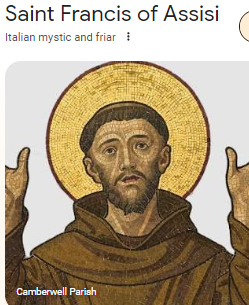 Saint Francis of Assisi
Italian mystic and friar
Camberwell Parish